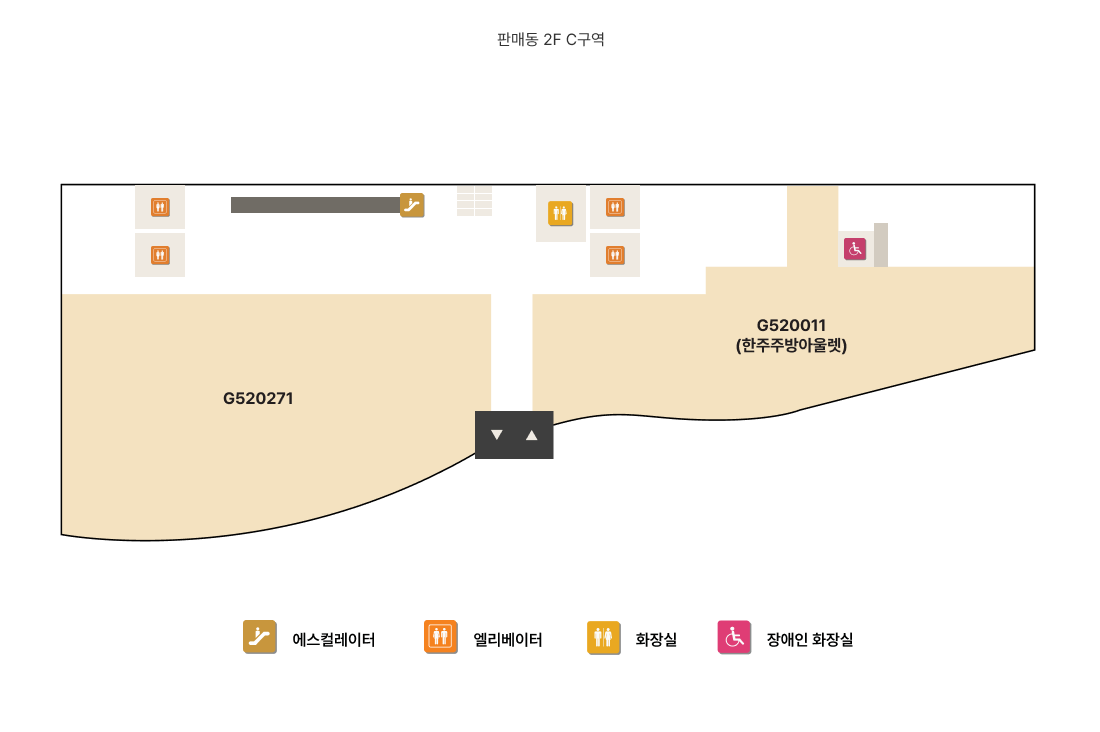 판매동 2F C구역
G520011
(한주주방아울렛)
G520271
에스컬레이터
엘리베이터
화장실
장애인 화장실